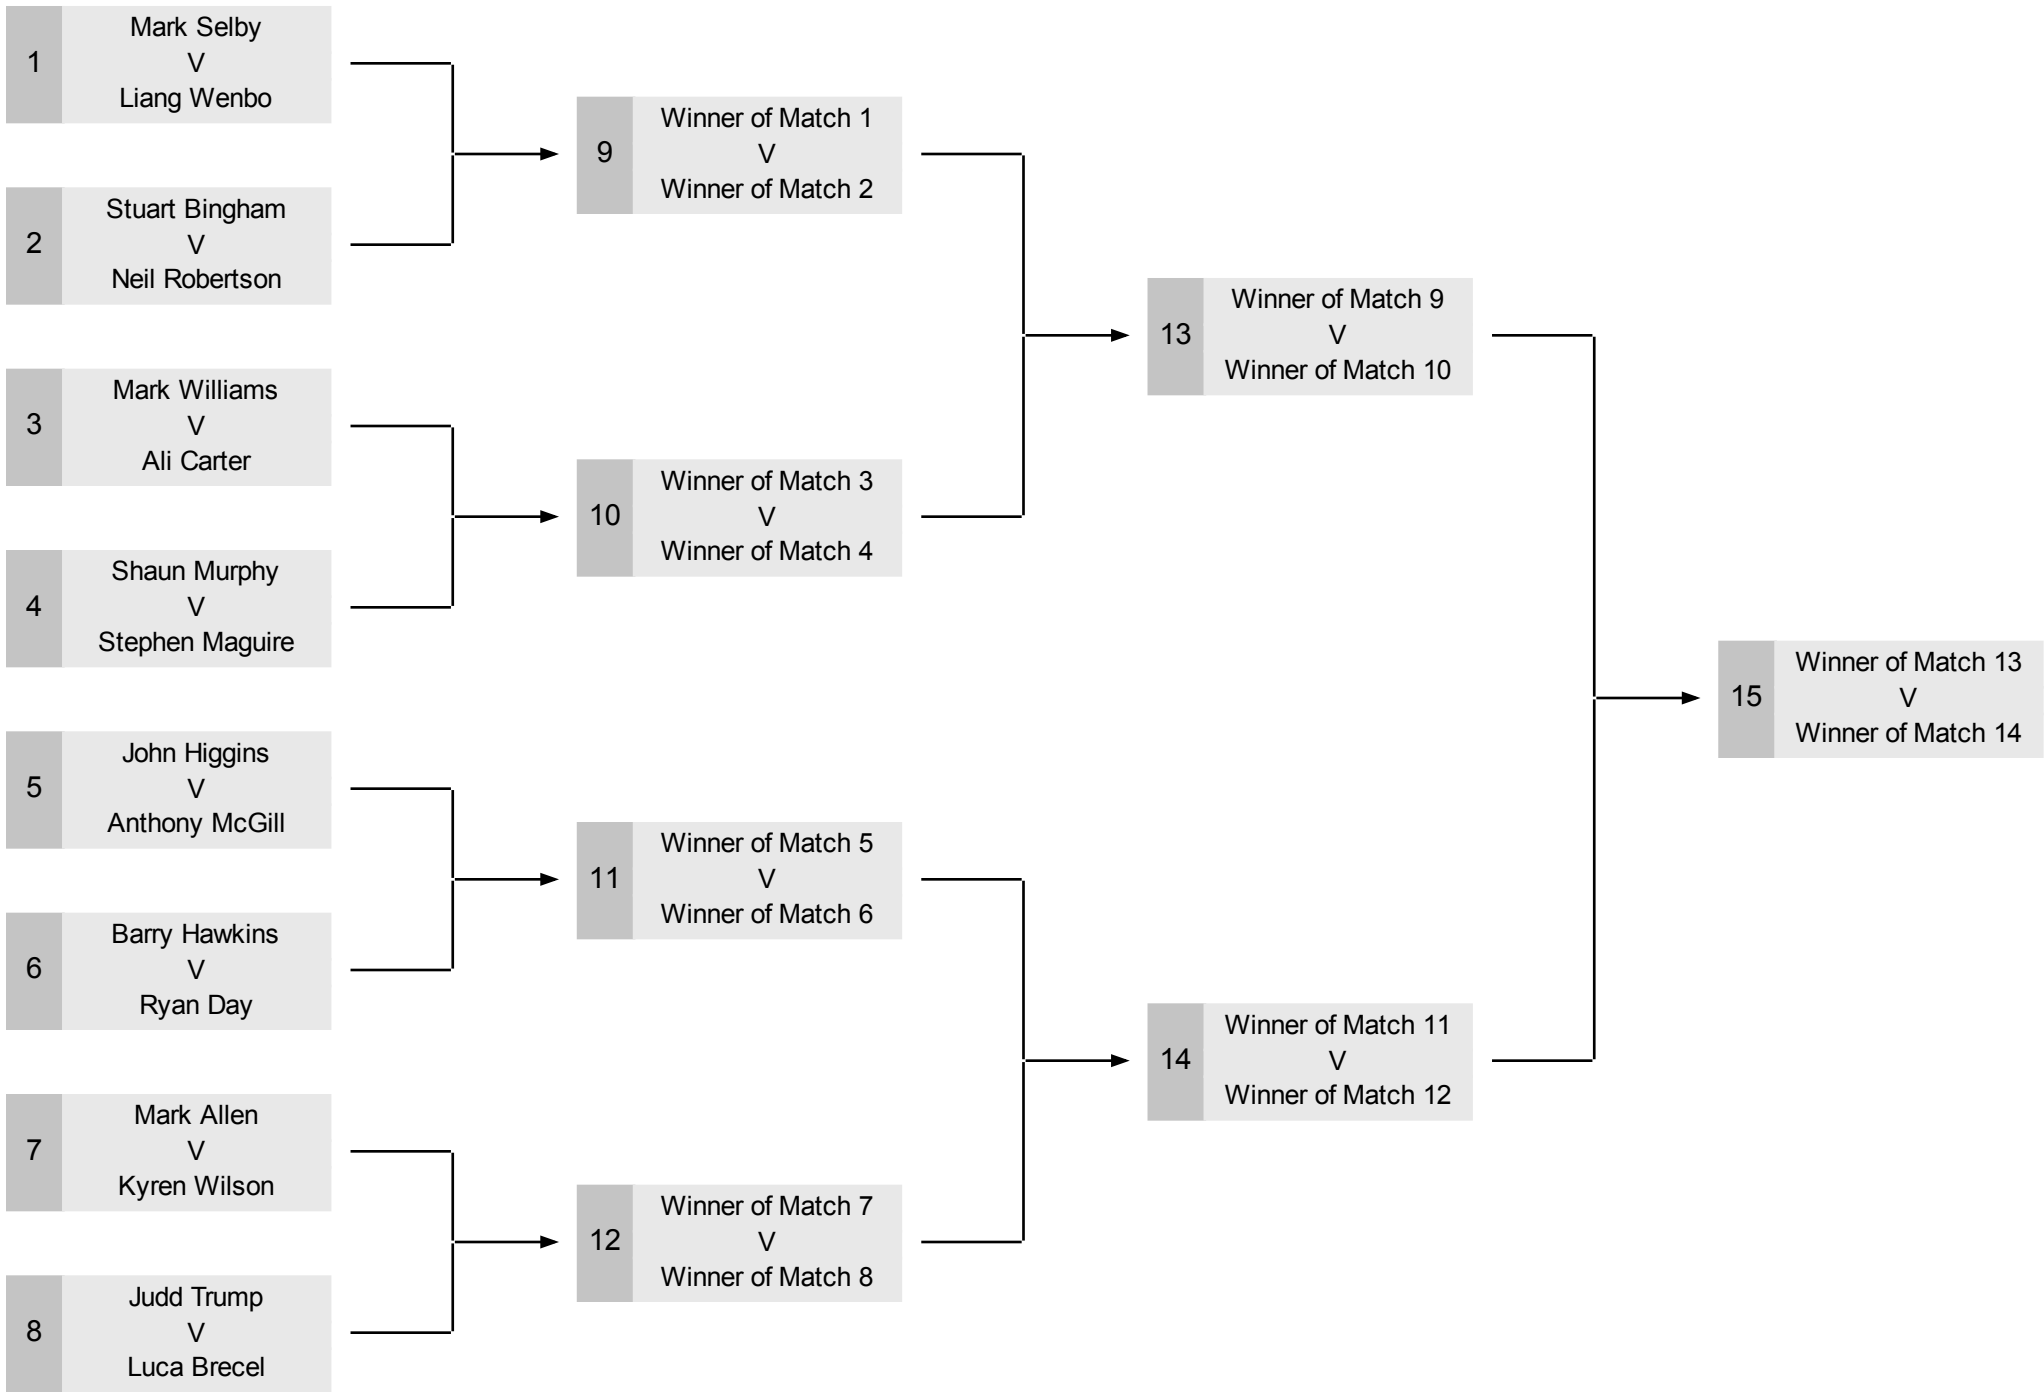 1
Mark Selby
V
Liang Wenbo
2
Stuart Bingham
V
Neil Robertson
3
Mark Williams
V
Ali Carter
4
Shaun Murphy
V
Stephen Maguire
5
John Higgins
V
Anthony McGill
6
Barry Hawkins
V
Ryan Day
7
Mark Allen
V
Kyren Wilson
8
Judd Trump
V
Luca Brecel
9
Winner of Match 1
V
Winner of Match 2
10
Winner of Match 3
V
Winner of Match 4
11
Winner of Match 5
V
Winner of Match 6
12
Winner of Match 7
V
Winner of Match 8
13
Winner of Match 9
V
Winner of Match 10
14
Winner of Match 11
V
Winner of Match 12
15
Winner of Match 13
V
Winner of Match 14